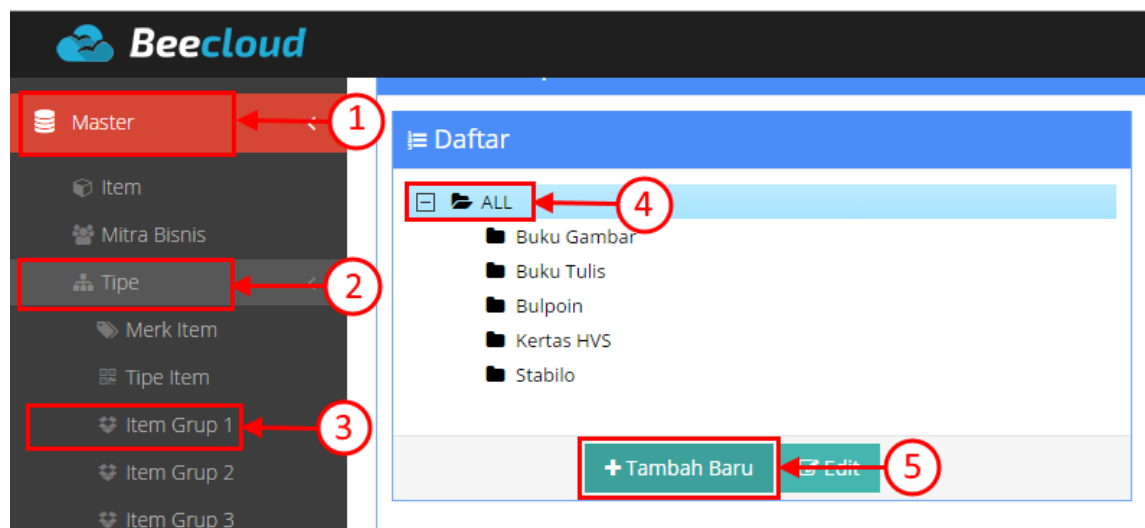 Beecloud
Master
1
Item
Mitra Bisnis
Tipe
2
Merk Item
Tipe Item
Item Grup 1
3
Item Grup 2
Item Grup 3
Daftar
ALL
4
Buku Gambar
Buku Tulis
Bulpoin
Kertas HVS
Stabilo
+ Tambah Baru
Edit
5